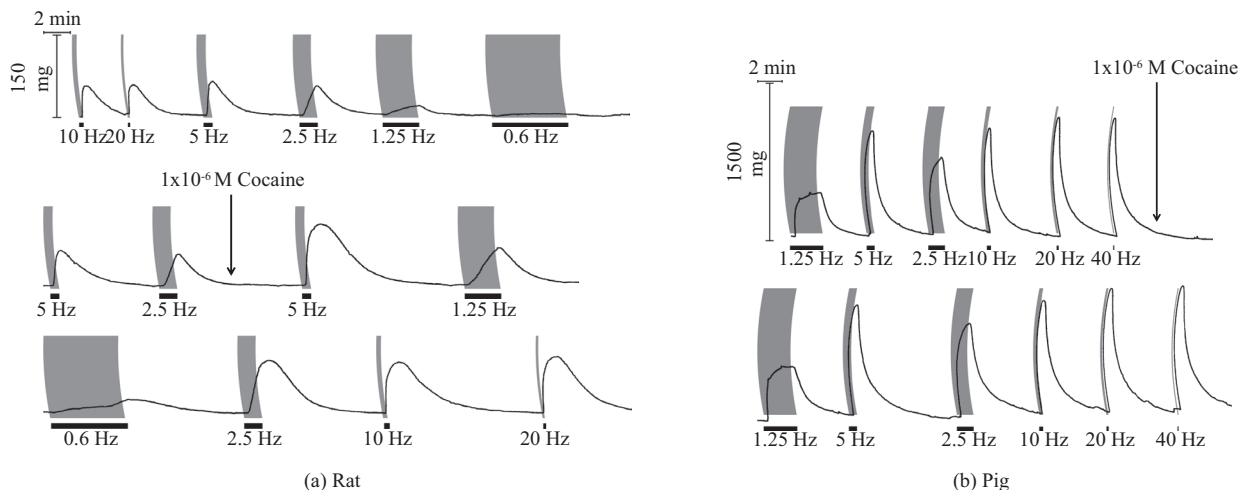 2 min
150
mg
10 Hz 20 Hz 5 Hz 2.5 Hz 1.25 Hz 0.6 Hz
1x10⁻⁶ M Cocaine
5 Hz 2.5 Hz 5 Hz 1.25 Hz
0.6 Hz 2.5 Hz 10 Hz 20 Hz
(a) Rat
2 min
1x10⁻⁶ M Cocaine
1500
mg
1.25 Hz 5 Hz 2.5 Hz 10 Hz 20 Hz 40 Hz
1.25 Hz 5 Hz 2.5 Hz 10 Hz 20 Hz 40 Hz
(b) Pig